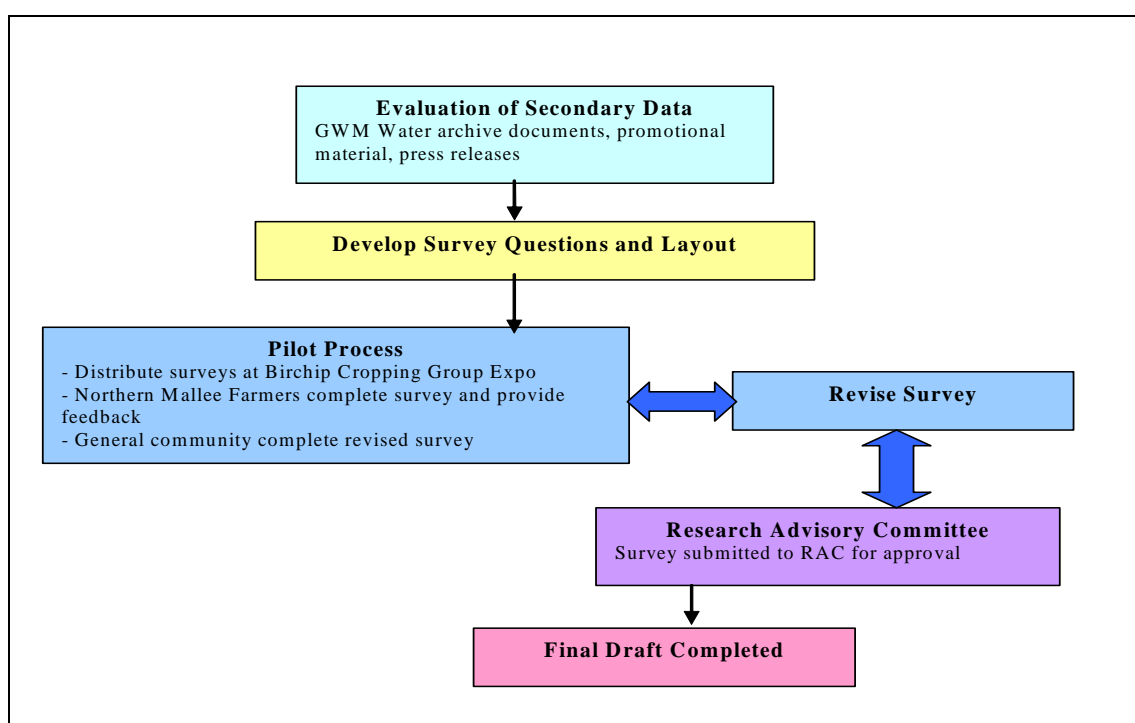 Evaluation of Secondary Data
GWM Water archive documents, promotional
material, press releases
Develop Survey Questions and Layout
Pilot Process
- Distribute surveys at Birchip Cropping Group Expo
- Northern Mallee Farmers complete survey and provide
feedback
- General community complete revised survey
Revise Survey
Research Advisory Committee
Survey submitted to RAC for approval
Final Draft Completed